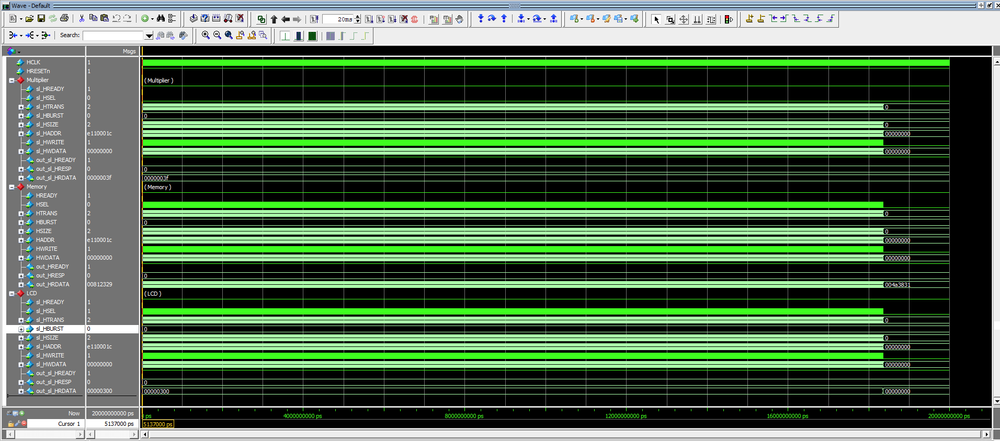 Wave - Default
20ms
Search:
Msgs
HCLK 1
HRESETn 1
Multiplier ( Multiplier )
sl_HREADY 1
sl_HSEL 0
sl_HTRANS 2 0
sl_HBURST 0 0
sl_HSIZE 2 0
sl_HADDR e110001c 00000000
sl_HWRITE 1
sl_HWDATA 00000000 00000000
out_sl_HREADY 1
out_sl_HRESP 0 0
out_sl_HRDATA 0000003f 0000003f
Memory ( Memory )
HREADY 1
HSEL 0
HTRANS 2 0
HBURST 0 0
HSIZE 2 0
HADDR e110001c 00000000
HWRITE 1
HWDATA 00000000 00000000
out_HREADY 1
out_HRESP 0 0
out_HRDATA 00812329 004a3831
LCD ( LCD )
sl_HREADY 1
sl_HSEL 1
sl_HTRANS 2 0
sl_HBURST 0 0
sl_HSIZE 2 0
sl_HADDR e110001c 00000000
sl_HWRITE 1
sl_HWDATA 00000000 00000000
out_sl_HREADY 1
out_sl_HRESP 0 0
out_sl_HRDATA 00000300 00000300 00000000
Now 20000000000 ps 0 ps 4000000000 ps 8000000000 ps 12000000000 ps 16000000000 ps 20000000000 ps
Cursor 1 5137000 ps 5137000 ps